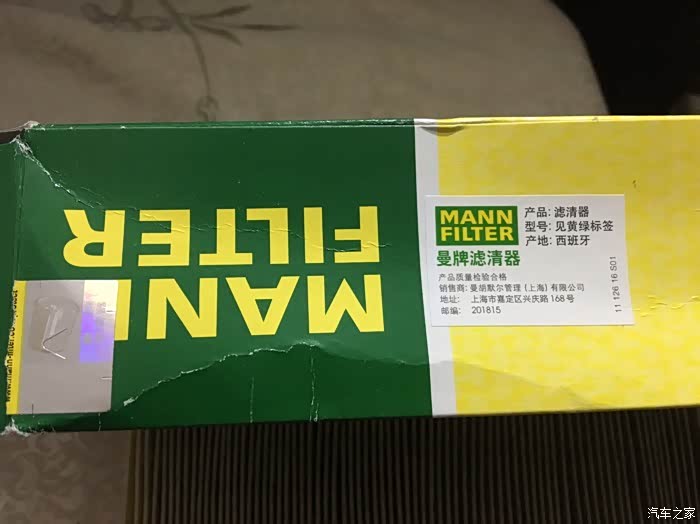 MANN
FILTER
MANN
FILTER
曼牌滤清器
产品: 滤清器
型号: 见黄绿标签
产地: 西班牙
产品质量检验合格
销售商: 曼胡默尔管理 (上海) 有限公司
地址: 上海市嘉定区兴庆路168号
邮编: 201815
11 126 16 S01
汽车之家